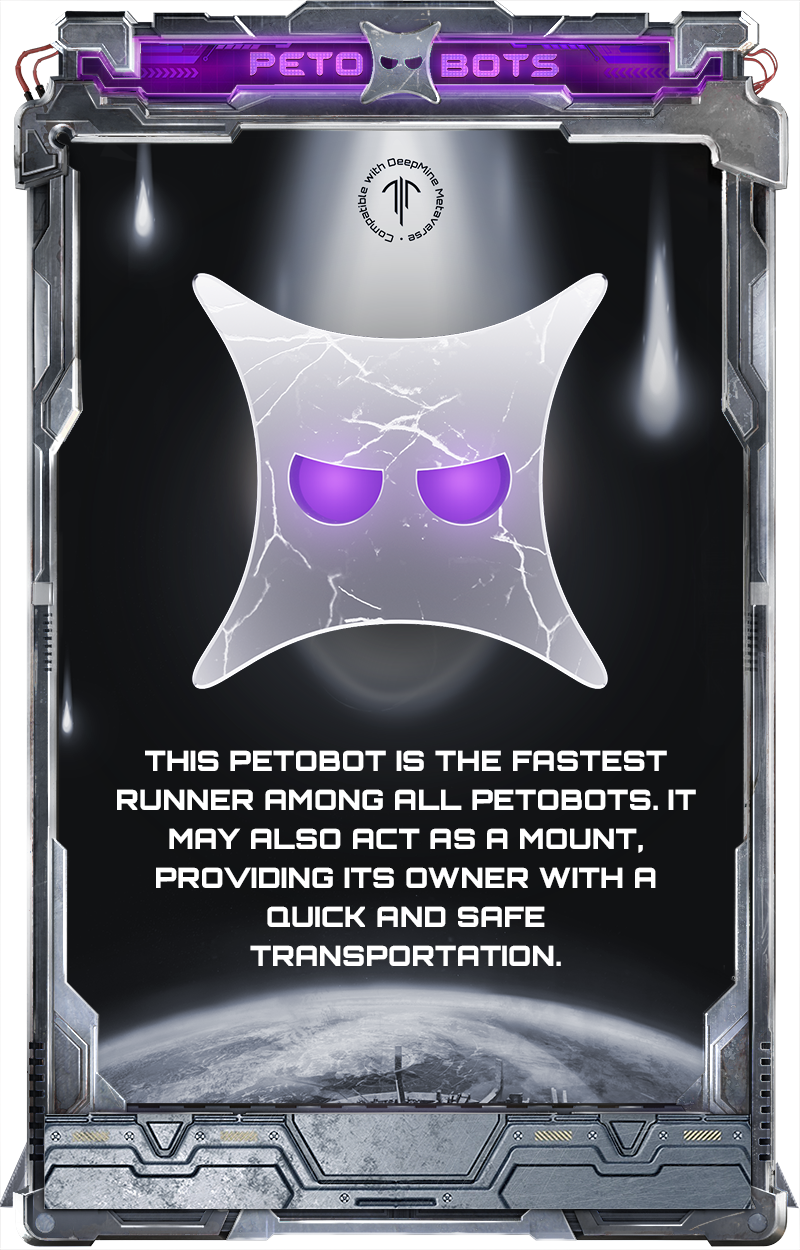 PETO BOTS
Compatible with DeepMine Metaverse •
THIS PETOBOT IS THE FASTEST
RUNNER AMONG ALL PETOBOTS. IT
MAY ALSO ACT AS A MOUNT,
PROVIDING ITS OWNER WITH A
QUICK AND SAFE
TRANSPORTATION.